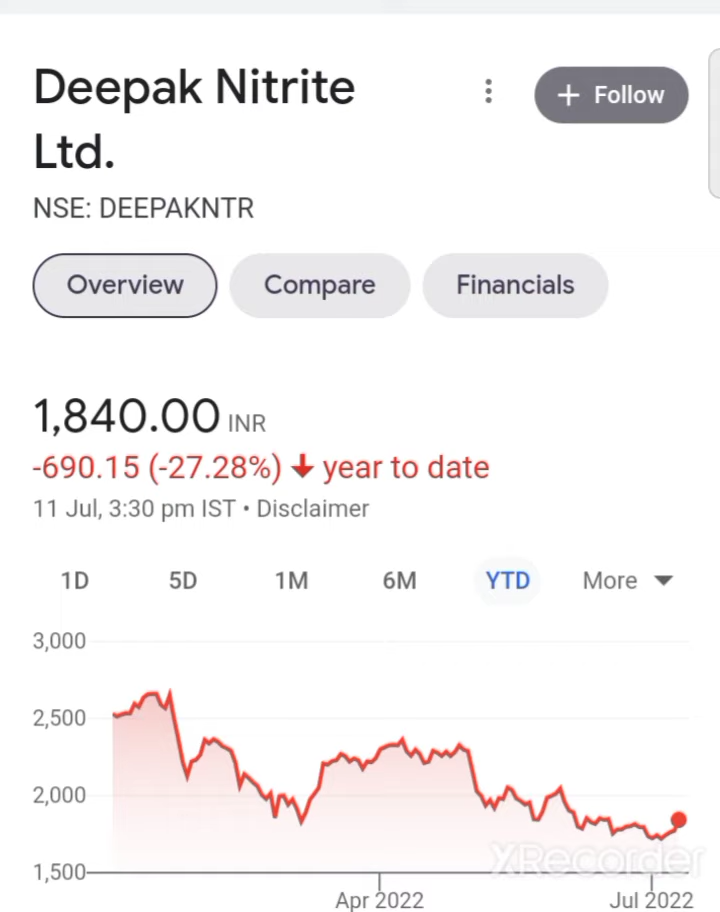 Deepak Nitrite
Ltd.
+ Follow
NSE: DEEPAKNTR
Overview
Compare
Financials
1,840.00 INR
-690.15 (-27.28%) ↓ year to date
11 Jul, 3:30 pm IST • Disclaimer
1D 5D 1M 6M YTD More
3,000
2,500
2,000
1,500
XRecorder
Apr 2022 Jul 2022